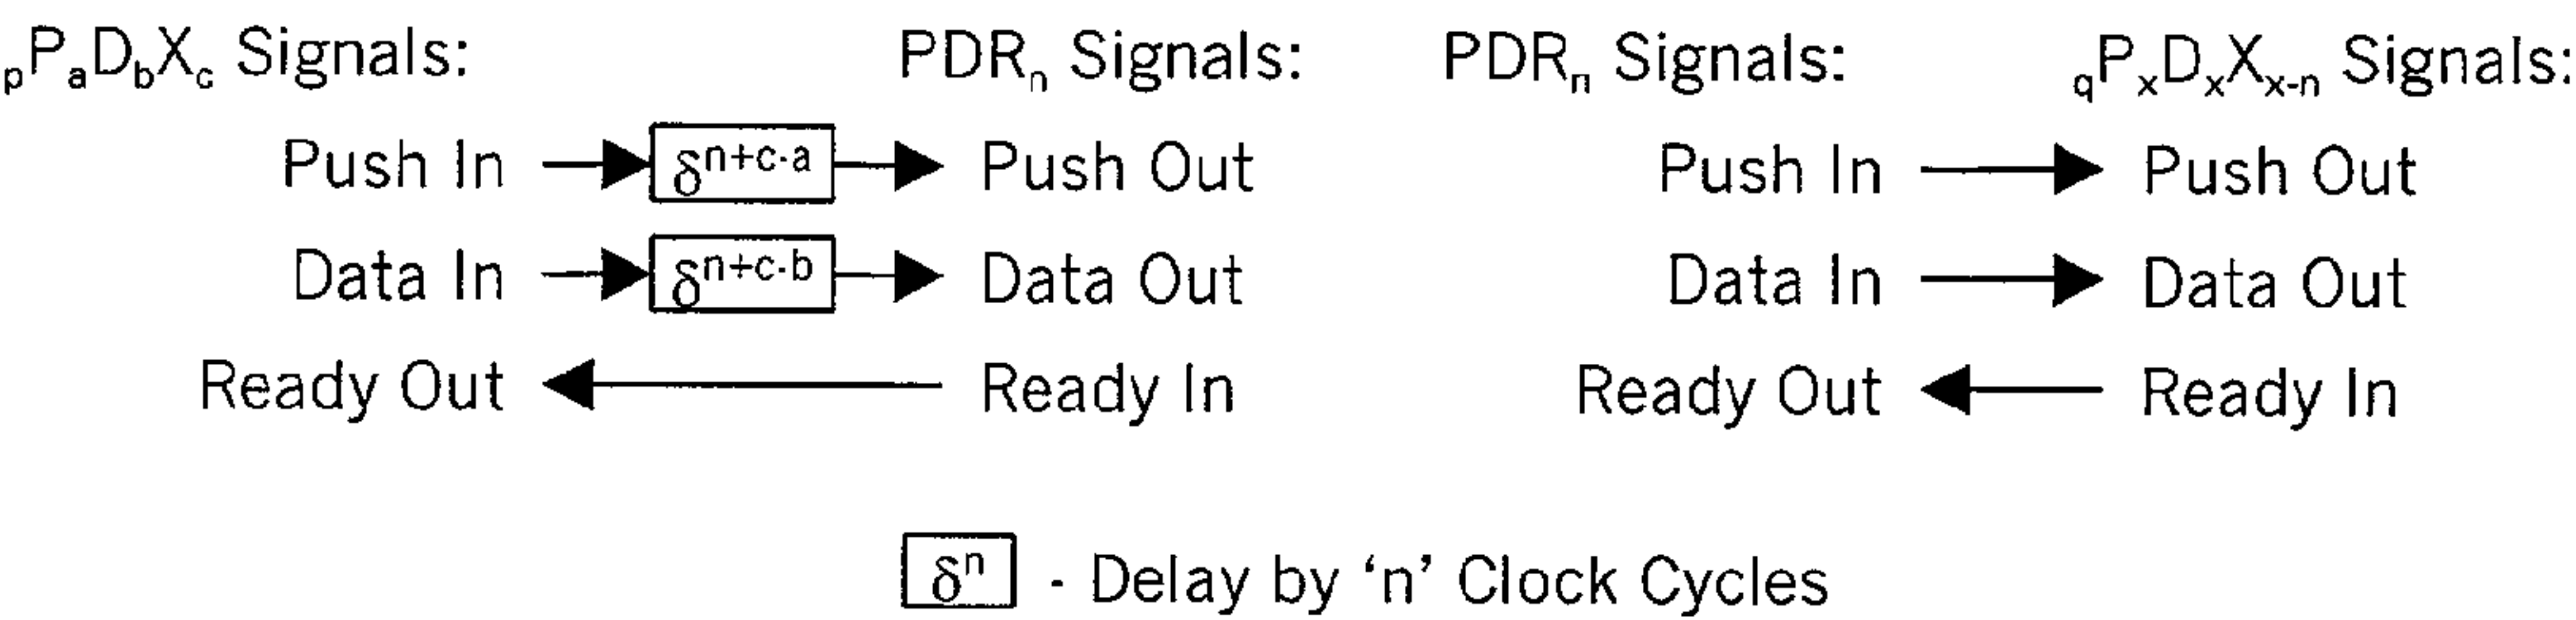 pPaDbXc Signals: PDRn Signals: PDRn Signals: qPxDxXx-n Signals:
Push In δn+c-a Push Out Push In Push Out
Data In δn+c-b Data Out Data In Data Out
Ready Out Ready In Ready Out Ready In
δn - Delay by ‘n’ Clock Cycles